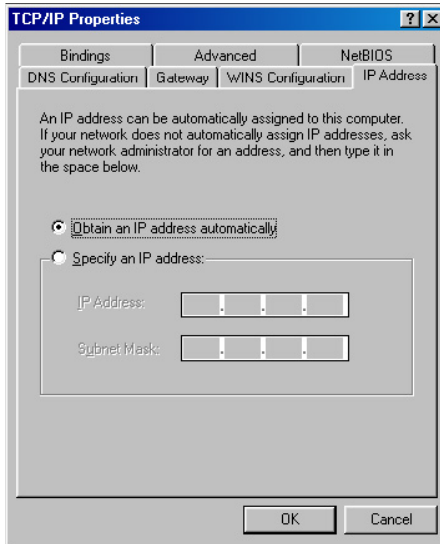 TCP/IP Properties
? ×
Bindings Advanced NetBIOS
DNS Configuration Gateway WINS Configuration IP Address
An IP address can be automatically assigned to this computer.
If your network does not automatically assign IP addresses, ask
your network administrator for an address, and then type it in
the space below.
Obtain an IP address automatically
Specify an IP address:
IP Address: . . .
Subnet Mask: . . .
OK Cancel